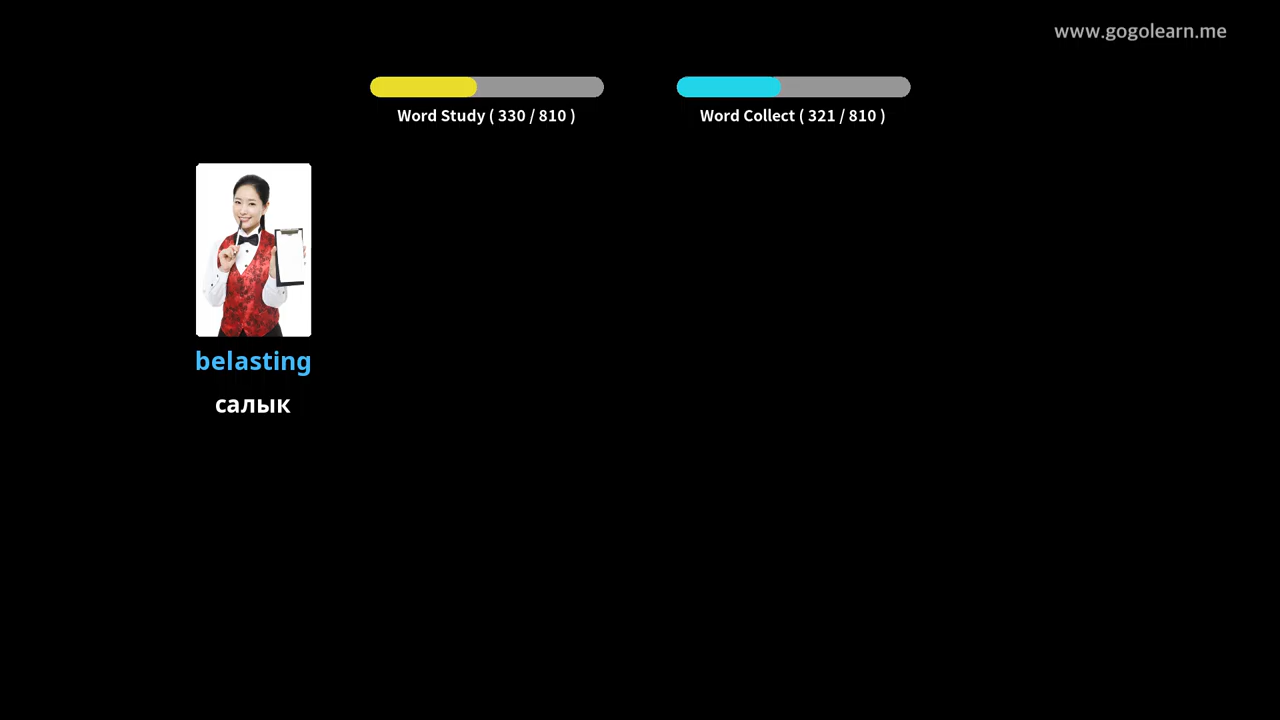 www.gogolearn.me
Word Study ( 330 / 810 )
Word Collect ( 321 / 810 )
belasting
салык